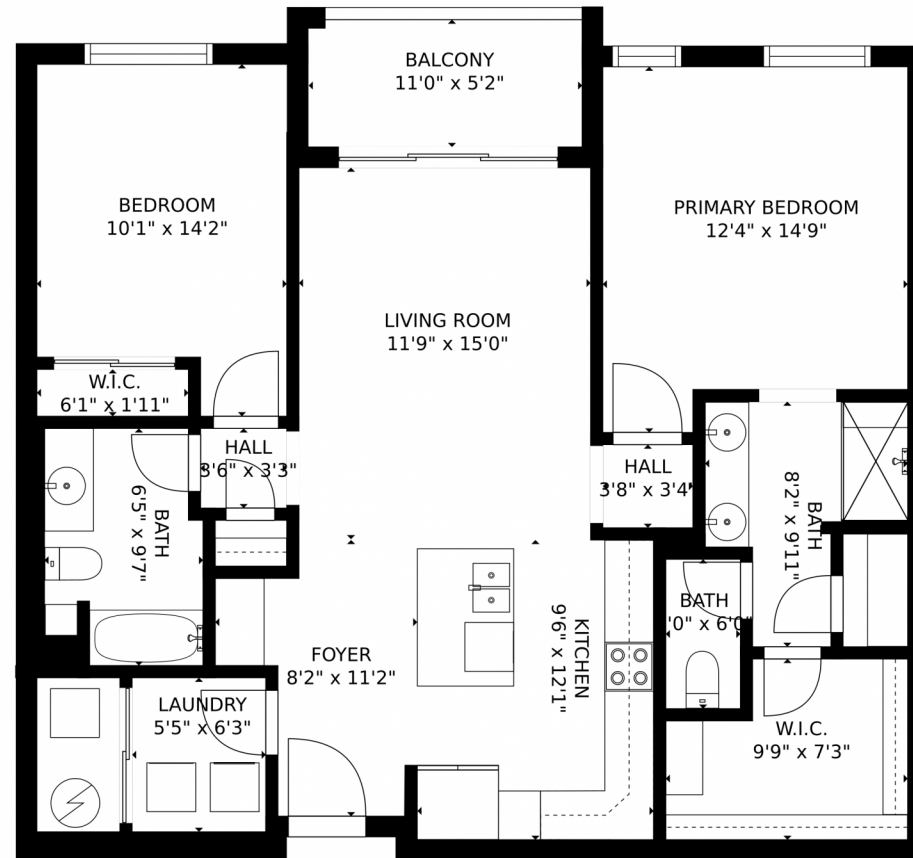 BALCONY
11'0" x 5'2"
BEDROOM
10'1" x 14'2"
PRIMARY BEDROOM
12'4" x 14'9"
LIVING ROOM
11'9" x 15'0"
W.I.C.
6'1" x 1'11"
HALL
3'6" x 3'3"
HALL
3'8" x 3'4"
BATH
6'5" x 9'7"
BATH
8'2" x 9'11"
BATH
'0" x 6'0"
KITCHEN
9'6" x 12'1"
FOYER
8'2" x 11'2"
LAUNDRY
5'5" x 6'3"
W.I.C.
9'9" x 7'3"